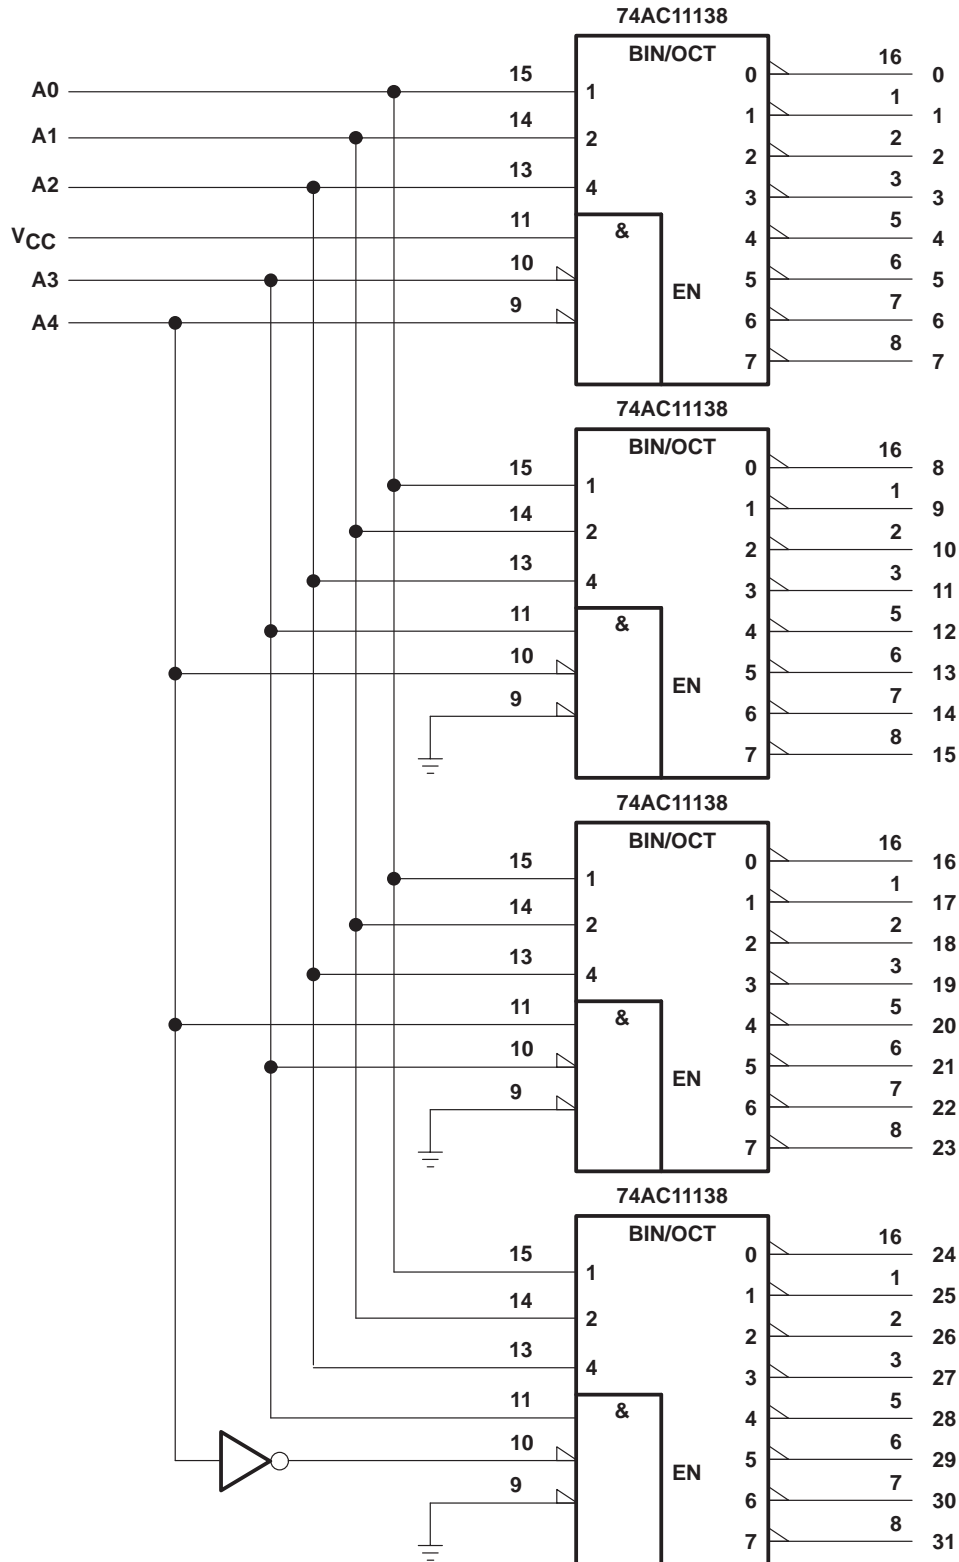 74AC11138
BIN/OCT
A0 15 1 0 16 0
A1 14 2 1 1 1
A2 13 4 2 2 2
VCC 11 & 3 3 3
A3 10 EN 4 5 4
A4 9 5 6 5
6 7 6
7 8 7
74AC11138
BIN/OCT
15 1 0 16 8
14 2 1 1 9
13 4 2 2 10
11 & 3 3 11
10 EN 4 5 12
9 5 6 13
6 7 14
7 8 15
74AC11138
BIN/OCT
15 1 0 16 16
14 2 1 1 17
13 4 2 2 18
11 & 3 3 19
10 EN 4 5 20
9 5 6 21
6 7 22
7 8 23
74AC11138
BIN/OCT
15 1 0 16 24
14 2 1 1 25
13 4 2 2 26
11 & 3 3 27
10 EN 4 5 28
9 5 6 29
6 7 30
7 8 31